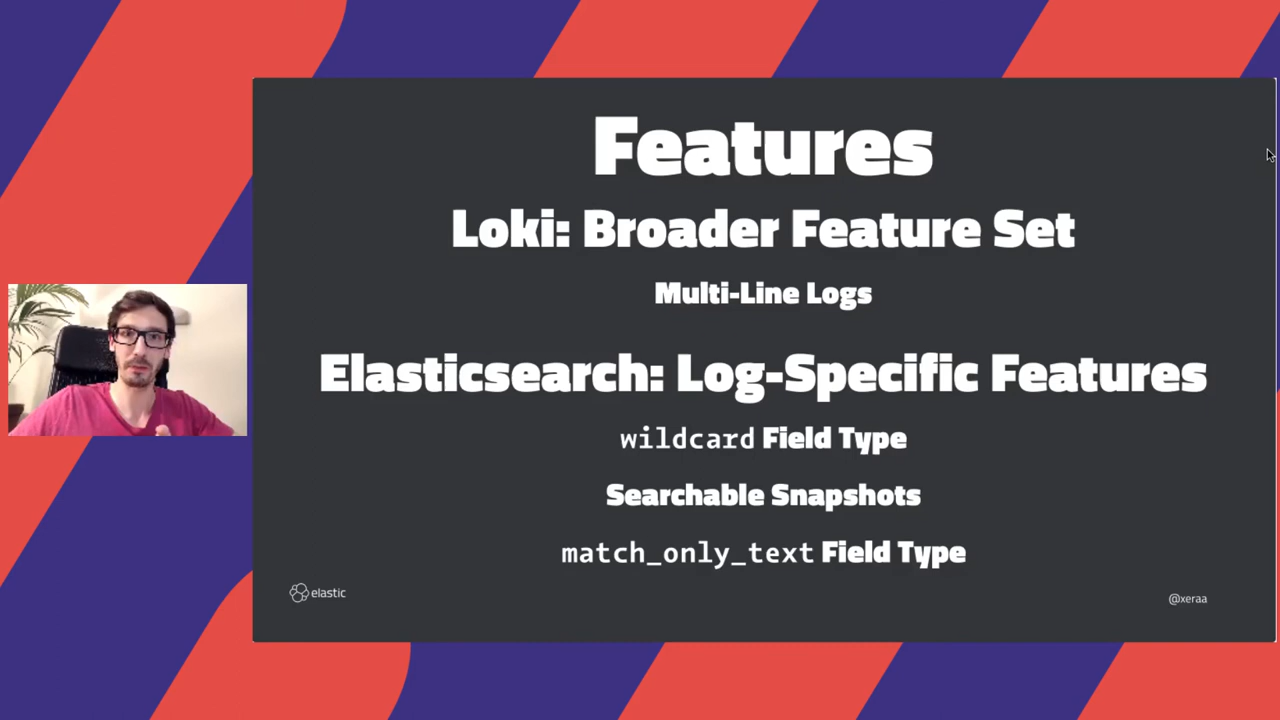 Features
Loki: Broader Feature Set
Multi-Line Logs
Elasticsearch: Log-Specific Features
wildcard Field Type
Searchable Snapshots
match_only_text Field Type
elastic
@xeraa